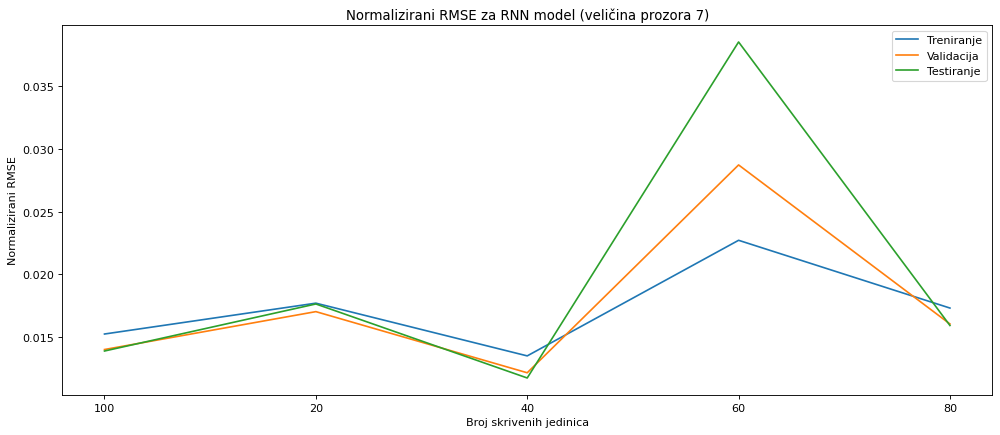 Normalizirani RMSE za RNN model (veličina prozora 7)
Treniranje
Validacija
Testiranje
Normalizirani RMSE
0.035
0.030
0.025
0.020
0.015
100 20 40 60 80
Broj skrivenih jedinica